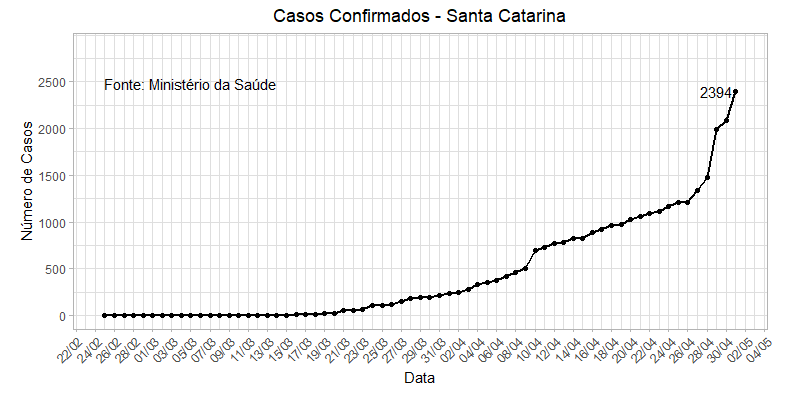 Casos Confirmados - Santa Catarina
Fonte: Ministério da Saúde
2394
Número de Casos
2500
2000
1500
1000
500
0
22/02 24/02 26/02 28/02 01/03 03/03 05/03 07/03 09/03 11/03 13/03 15/03 17/03 19/03 21/03 23/03 25/03 27/03 29/03 31/03 02/04 04/04 06/04 08/04 10/04 12/04 14/04 16/04 18/04 20/04 22/04 24/04 26/04 28/04 30/04 02/05 04/05
Data